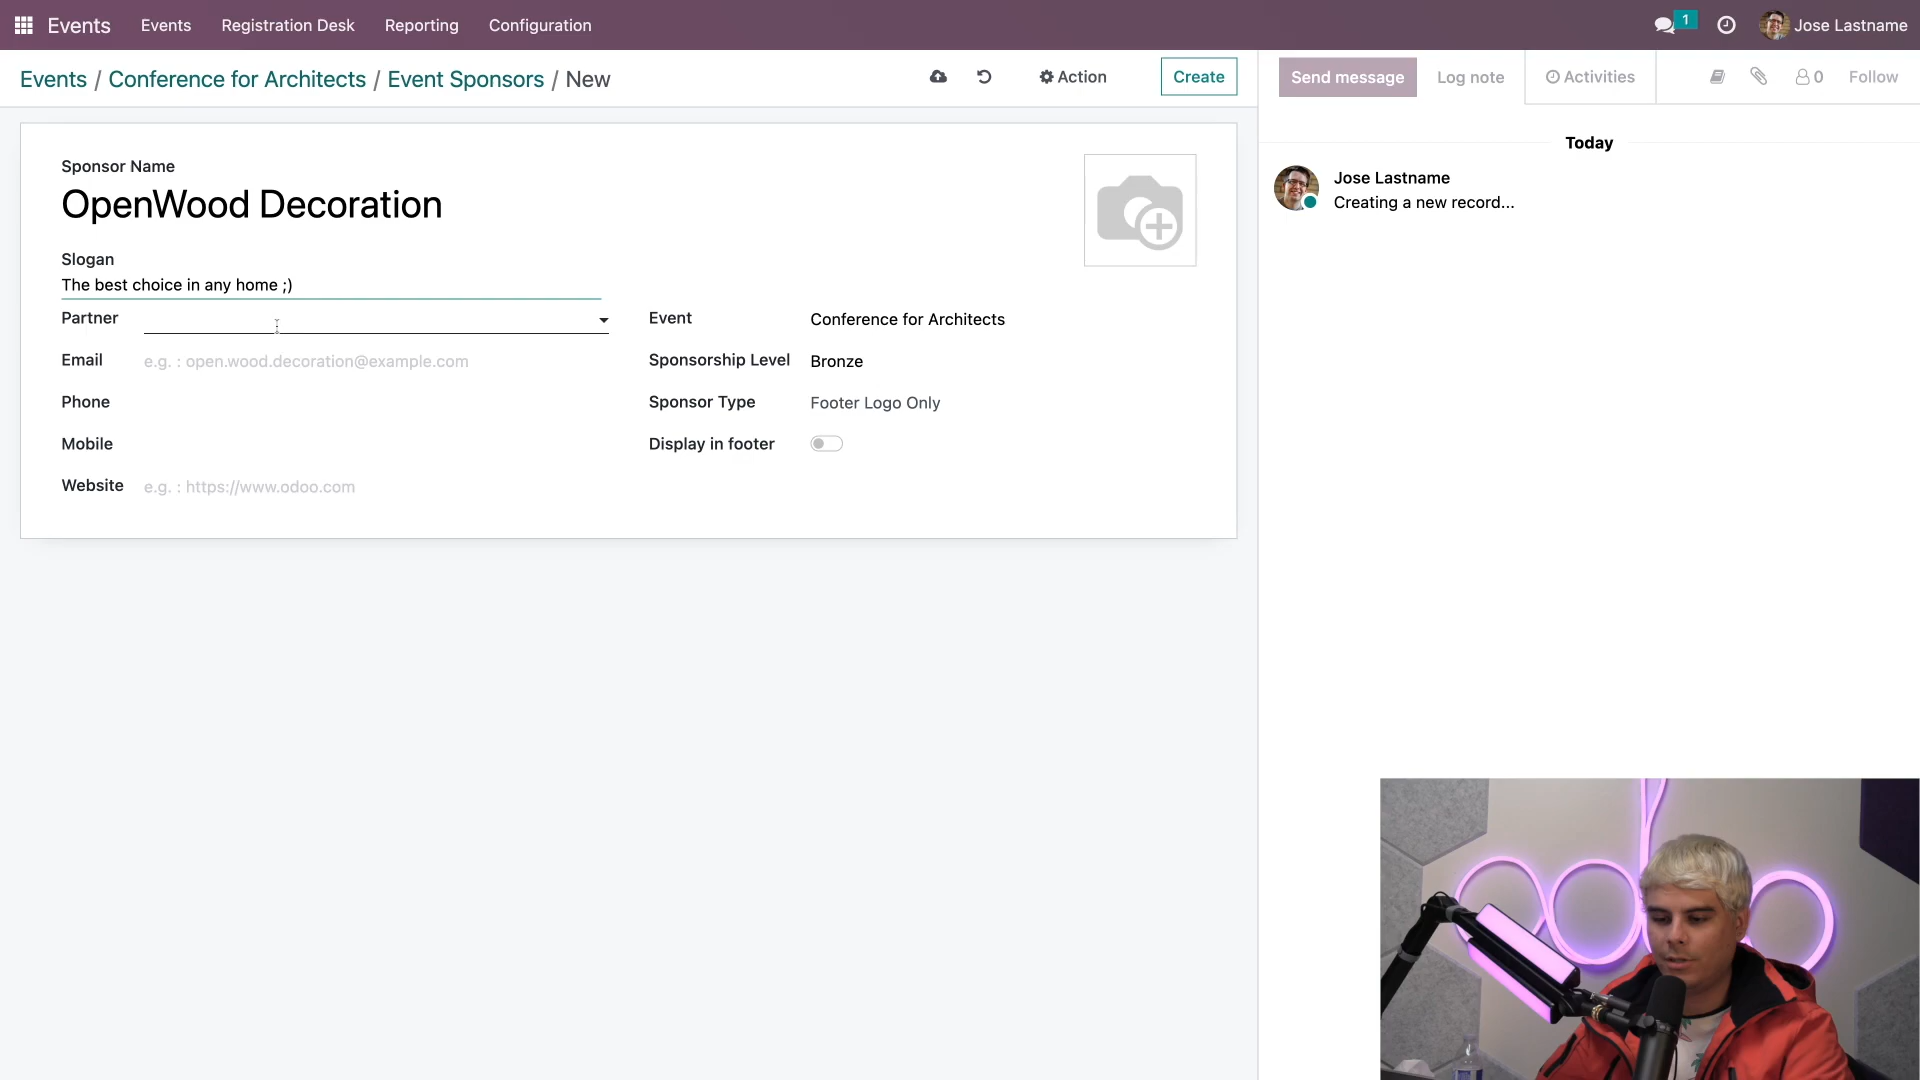 Events Events Registration Desk Reporting Configuration 1 Jose Lastname
Events / Conference for Architects / Event Sponsors / New Action Create Send message Log note Activities 0 Follow
Today
Jose Lastname
Creating a new record...
Sponsor Name
OpenWood Decoration
Slogan
The best choice in any home ;)
Partner
Email e.g. : open.wood.decoration@example.com
Phone
Mobile
Website e.g. : https://www.odoo.com
Event Conference for Architects
Sponsorship Level Bronze
Sponsor Type Footer Logo Only
Display in footer